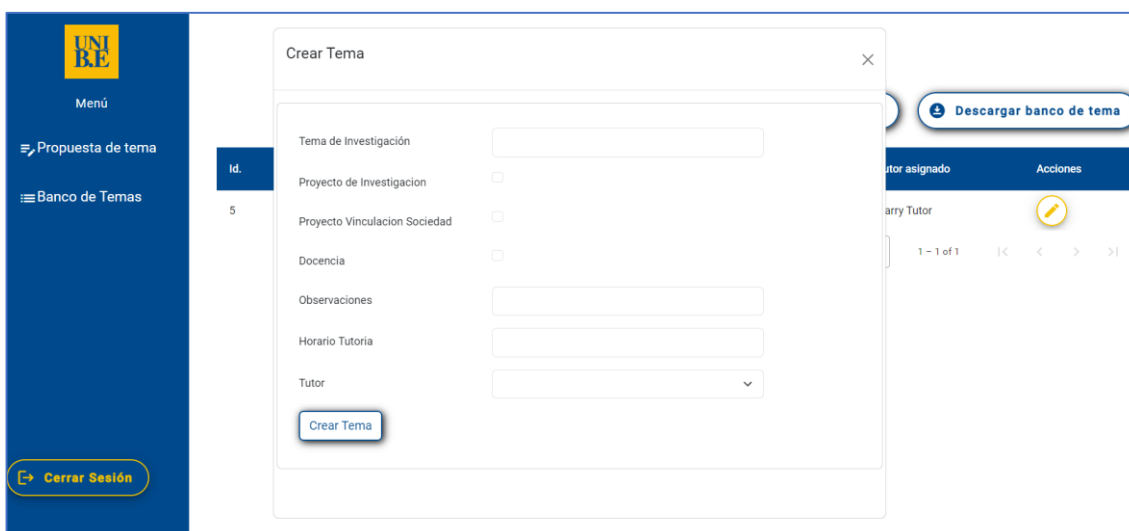 UNI
B.E
Menú
Propuesta de tema
Banco de Temas
Cerrar Sesión
Crear Tema
Tema de Investigación
Proyecto de Investigacion
Proyecto Vinculacion Sociedad
Docencia
Observaciones
Horario Tutoria
Tutor
Crear Tema
Descargar banco de tema
Id.
asignado
Acciones
5
Tutor
1 – 1 of 1